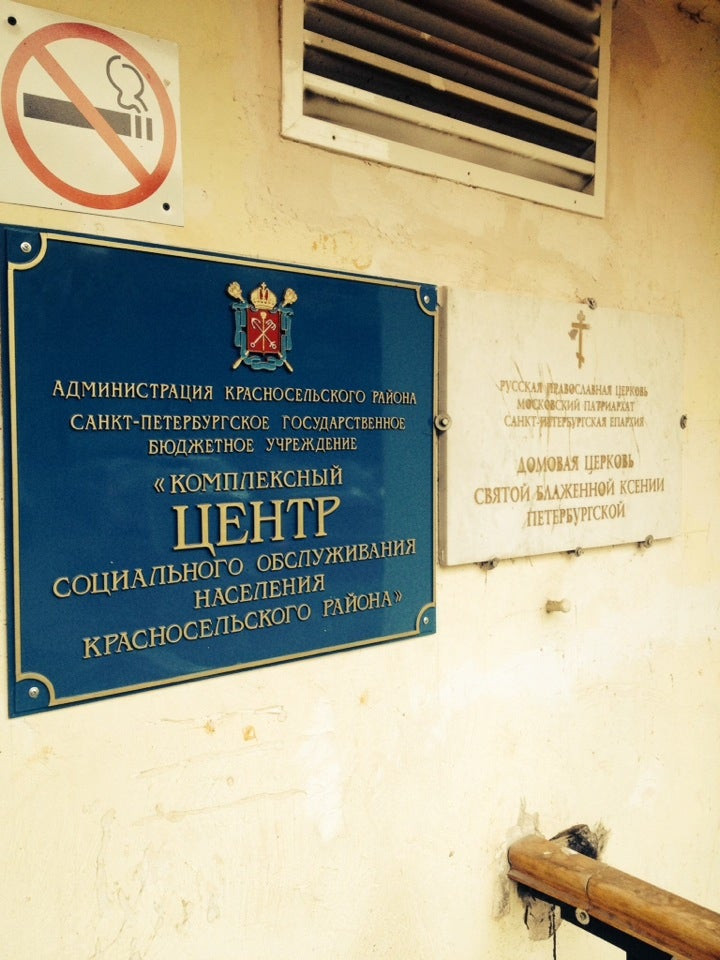 АДМИНИСТРАЦИЯ КРАСНОСЕЛЬСКОГО РАЙОНА
САНКТ-ПЕТЕРБУРГСКОЕ ГОСУДАРСТВЕННОЕ
БЮДЖЕТНОЕ УЧРЕЖДЕНИЕ
«КОМПЛЕКСНЫЙ
ЦЕНТР
СОЦИАЛЬНОГО ОБСЛУЖИВАНИЯ
НАСЕЛЕНИЯ
КРАСНОСЕЛЬСКОГО РАЙОНА»
РУССКАЯ ПРАВОСЛАВНАЯ ЦЕРКОВЬ
МОСКОВСКИЙ ПАТРИАРХАТ
САНКТ-ПЕТЕРБУРГСКАЯ ЕПАРХИЯ
ДОМОВАЯ ЦЕРКОВЬ
СВЯТОЙ БЛАЖЕННОЙ КСЕНИИ
ПЕТЕРБУРГСКОЙ